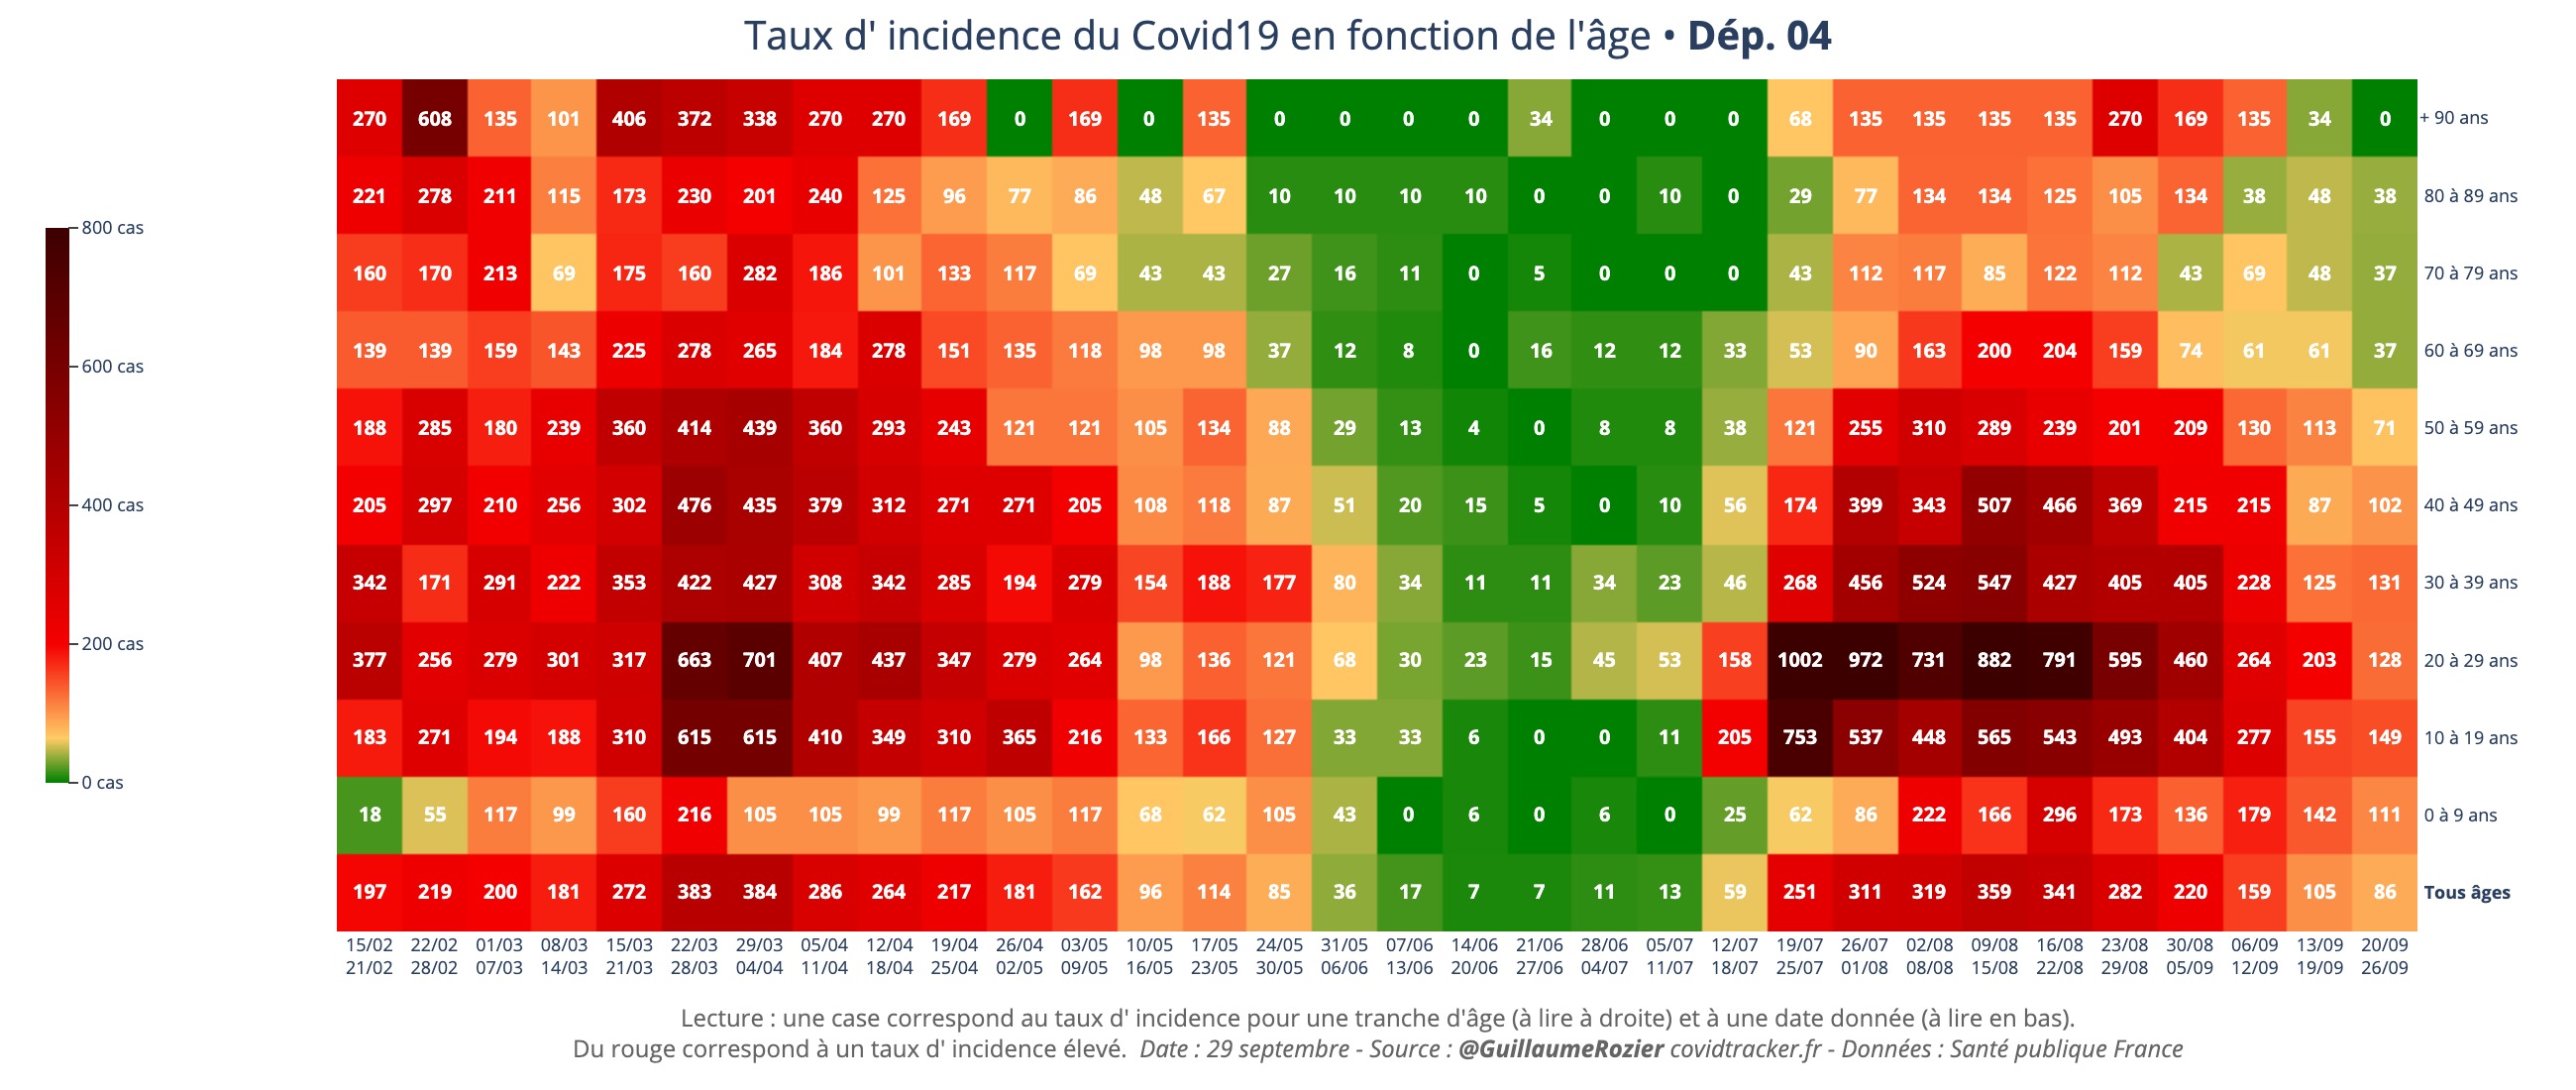 Taux d' incidence du Covid19 en fonction de l'âge • Dép. 04
800 cas
600 cas
400 cas
200 cas
0 cas
270 608 135 101 406 372 338 270 270 169 0 169 0 135 0 0 0 0 34 0 0 0 68 135 135 135 135 270 169 135 34 0 + 90 ans
221 278 211 115 173 230 201 240 125 96 77 86 48 67 10 10 10 10 0 0 10 0 29 77 134 134 125 105 134 38 48 38 80 à 89 ans
160 170 213 69 175 160 282 186 101 133 117 69 43 43 27 16 11 0 5 0 0 0 43 112 117 85 122 112 43 69 48 37 70 à 79 ans
139 139 159 143 225 278 265 184 278 151 135 118 98 98 37 12 8 0 16 12 12 33 53 90 163 200 204 159 74 61 61 37 60 à 69 ans
188 285 180 239 360 414 439 360 293 243 121 121 105 134 88 29 13 4 0 8 8 38 121 255 310 289 239 201 209 130 113 71 50 à 59 ans
205 297 210 256 302 476 435 379 312 271 271 205 108 118 87 51 20 15 5 0 10 56 174 399 343 507 466 369 215 215 87 102 40 à 49 ans
342 171 291 222 353 422 427 308 342 285 194 279 154 188 177 80 34 11 11 34 23 46 268 456 524 547 427 405 405 228 125 131 30 à 39 ans
377 256 279 301 317 663 701 407 437 347 279 264 98 136 121 68 30 23 15 45 53 158 1002 972 731 882 791 595 460 264 203 128 20 à 29 ans
183 271 194 188 310 615 615 410 349 310 365 216 133 166 127 33 33 6 0 0 11 205 753 537 448 565 543 493 404 277 155 149 10 à 19 ans
18 55 117 99 160 216 105 105 99 117 105 117 68 62 105 43 0 6 0 6 0 25 62 86 222 166 296 173 136 179 142 111 0 à 9 ans
197 219 200 181 272 383 384 286 264 217 181 162 96 114 85 36 17 7 7 11 13 59 251 311 319 359 341 282 220 159 105 86 Tous âges
15/02 22/02 01/03 08/03 15/03 22/03 29/03 05/04 12/04 19/04 26/04 03/05 10/05 17/05 24/05 31/05 07/06 14/06 21/06 28/06 05/07 12/07 19/07 26/07 02/08 09/08 16/08 23/08 30/08 06/09 13/09 20/09
21/02 28/02 07/03 14/03 21/03 28/03 04/04 11/04 18/04 25/04 02/05 09/05 16/05 23/05 30/05 06/06 13/06 20/06 27/06 04/07 11/07 18/07 25/07 01/08 08/08 15/08 22/08 29/08 05/09 12/09 19/09 26/09
Lecture : une case correspond au taux d' incidence pour une tranche d'âge (à lire à droite) et à une date donnée (à lire en bas).
Du rouge correspond à un taux d' incidence élevé. Date : 29 septembre - Source : @GuillaumeRozier covidtracker.fr - Données : Santé publique France